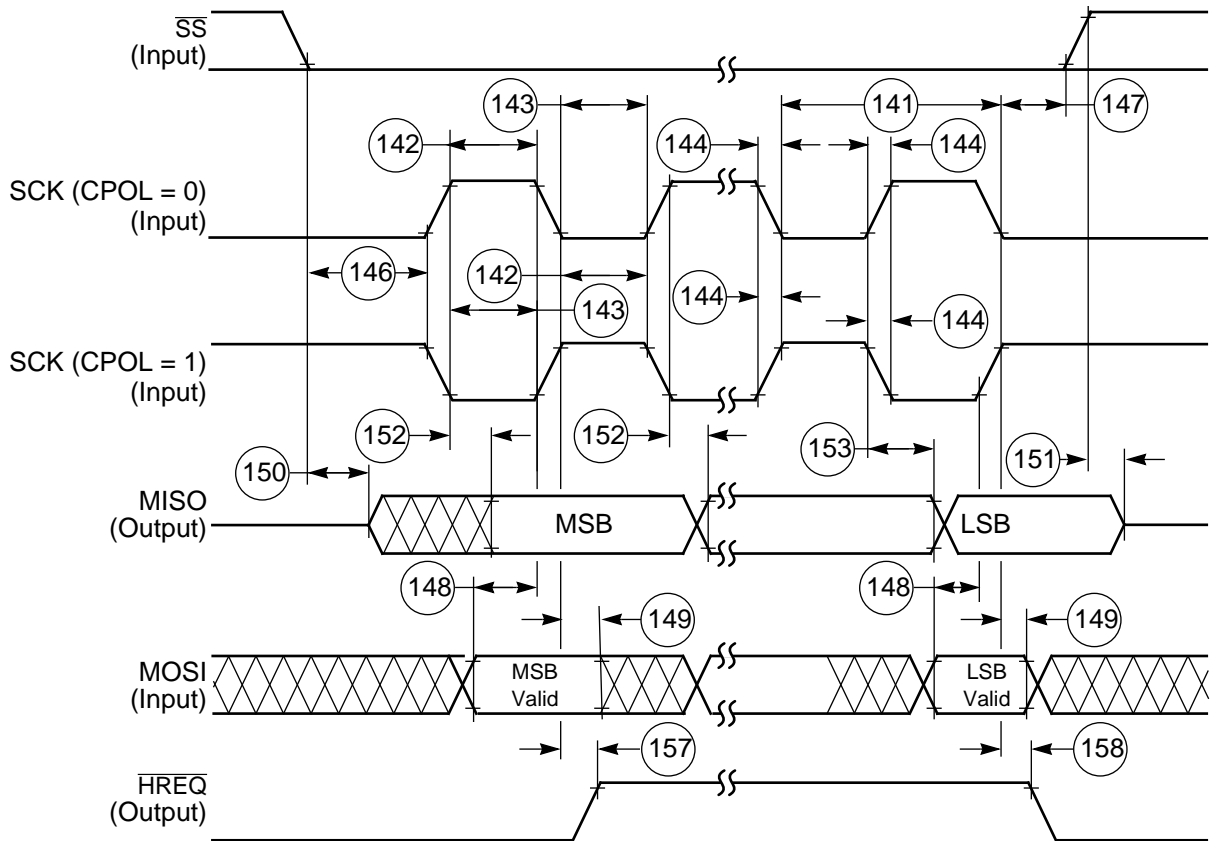 SS
(Input)
143
141
147
142
144
144
SCK (CPOL = 0)
(Input)
146
142
144
143
144
SCK (CPOL = 1)
(Input)
152
152
153
150
151
MISO
(Output)
MSB
LSB
148
148
149
149
MOSI
(Input)
MSB
Valid
LSB
Valid
157
158
HREQ
(Output)